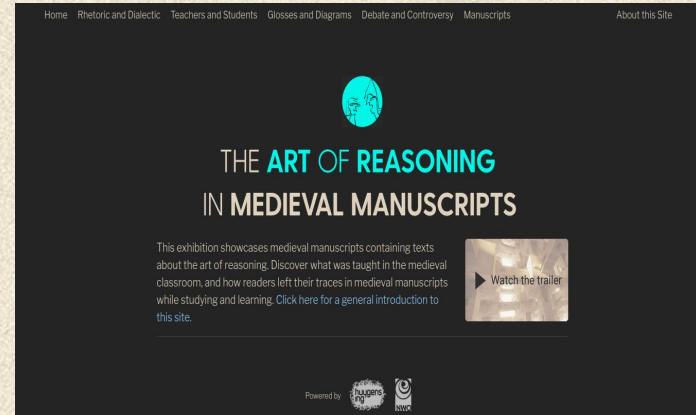 Home Rhetoric and Dialectic Teachers and Students Glosses and Diagrams Debate and Controversy Manuscripts About this Site
THE ART OF REASONING
IN MEDIEVAL MANUSCRIPTS
This exhibition showcases medieval manuscripts containing texts
about the art of reasoning. Discover what was taught in the medieval
classroom, and how readers left their traces in medieval manuscripts
while studying and learning. Click here for a general introduction to
this site.
Watch the trailer
Powered by
huygens
ing
NWO